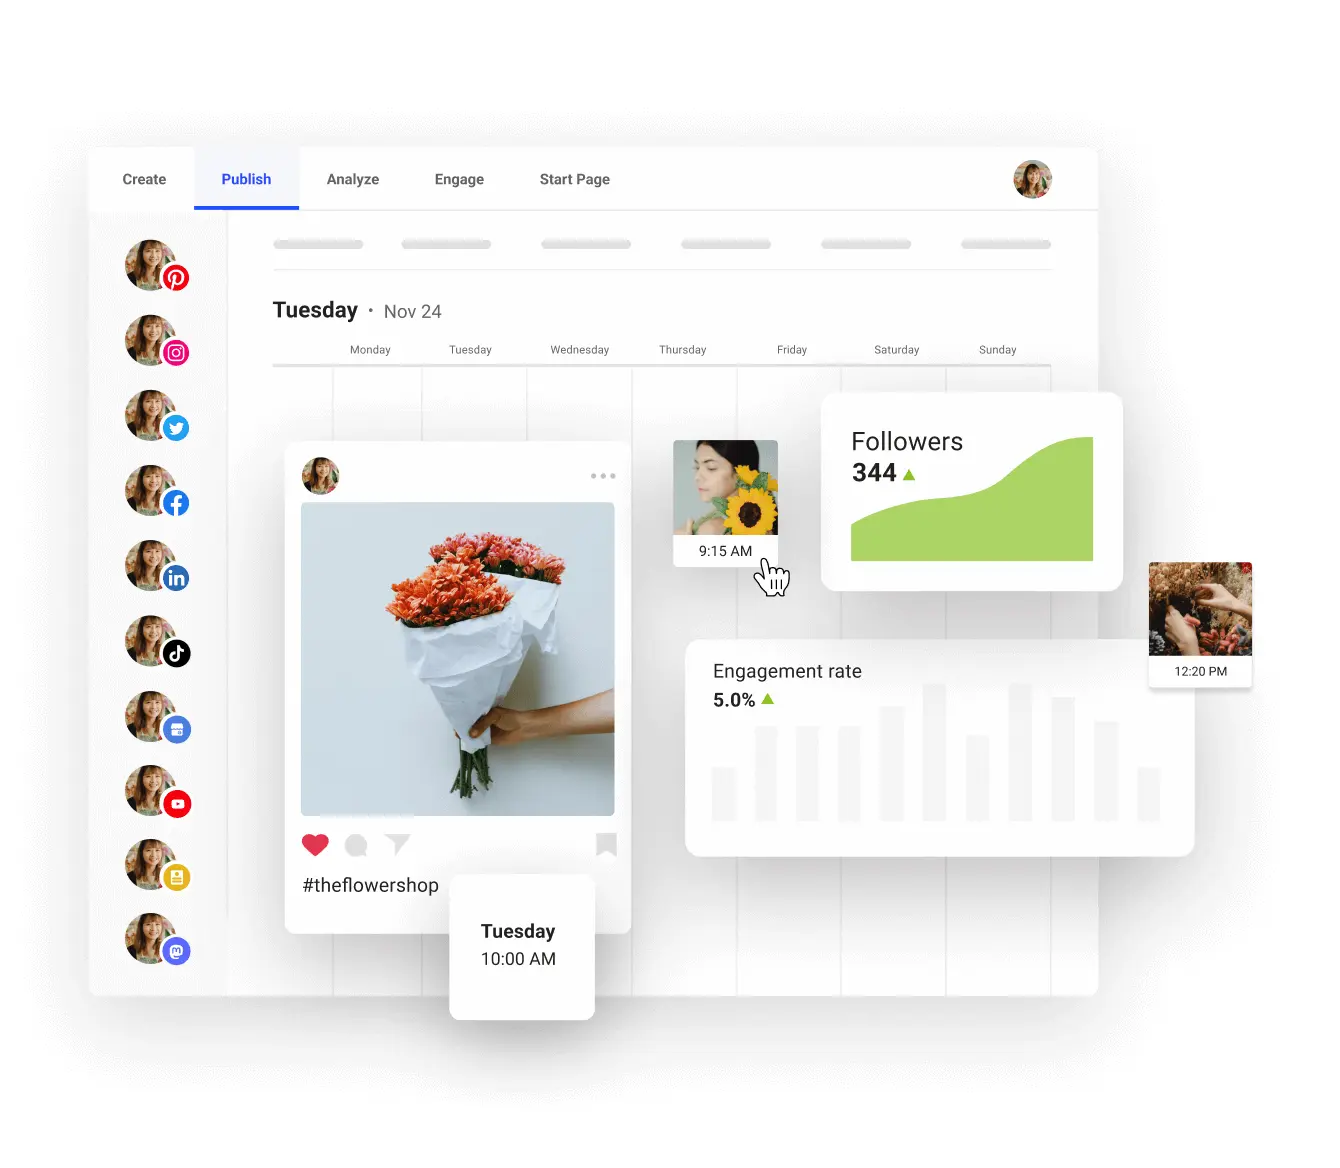 Create
Publish
Analyze
Engage
Start Page
Tuesday • Nov 24
Monday
Tuesday
Wednesday
Thursday
Friday
Saturday
Sunday
Followers
344
9:15 AM
12:20 PM
Engagement rate
5.0%
#theflowershop
Tuesday
10:00 AM